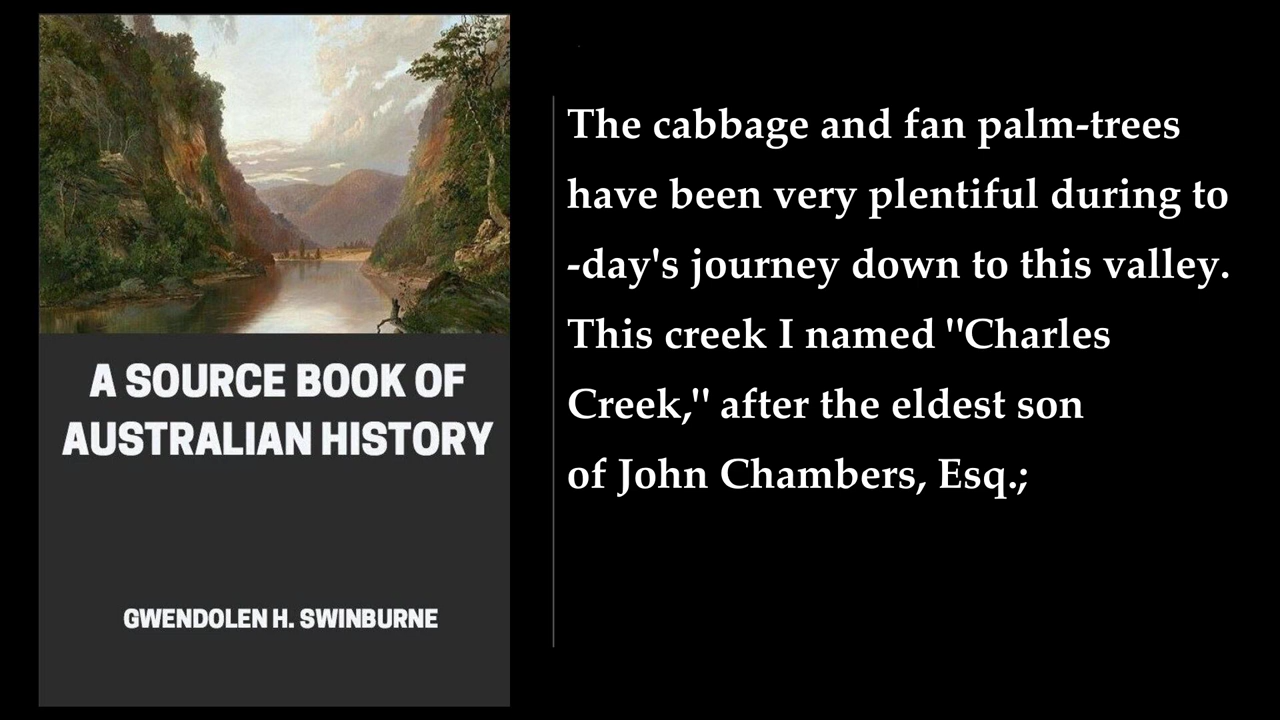 A SOURCE BOOK OF
AUSTRALIAN HISTORY
GWENDOLEN H. SWINBURNE
The cabbage and fan palm-trees
have been very plentiful during to
-day's journey down to this valley.
This creek I named "Charles
Creek," after the eldest son
of John Chambers, Esq.;